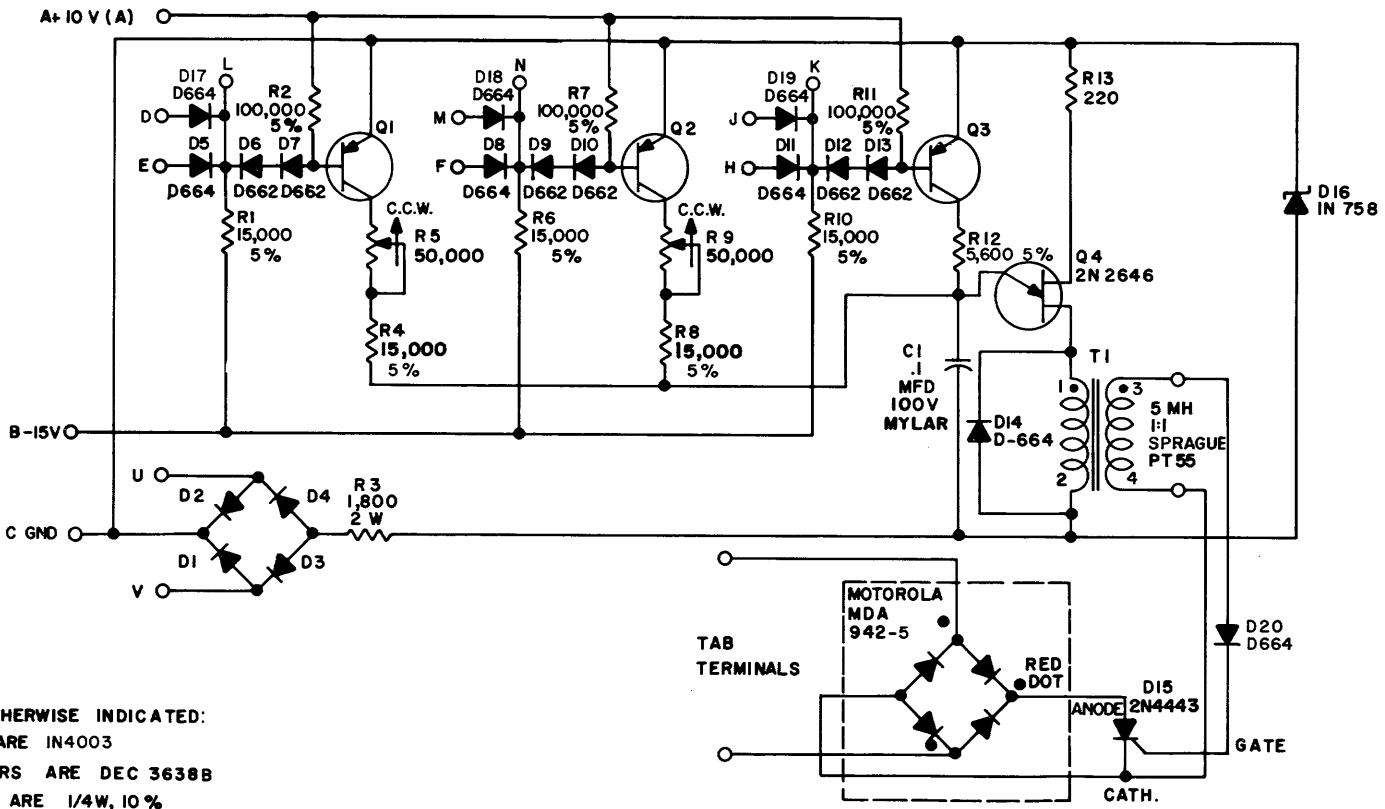 A+ 10 V (A)
L
D17
D664
D
R2
100,000
5%
Q1
D5
D6
D7
E
D664
D662
D662
R1
15,000
5%
C.C.W.
R5
50,000
R4
15,000
5%
N
D18
D664
M
R7
100,000
5%
Q2
D8
D9
D10
F
D664
D662
D662
R6
15,000
5%
C.C.W.
R9
50,000
R8
15,000
5%
K
D19
D664
J
R11
100,000
5%
Q3
D11
D12
D13
H
D664
D662
D662
R10
15,000
5%
R12
5,600 5%
R13
220
Q4
2N2646
D16
IN 758
C1
.1
MFD
100V
MYLAR
D14
D-664
T1
1
2
3
4
5 MH
1:1
SPRAGUE
PT55
B-15V
U
D2
D4
R3
1,800
2 W
C GND
D1
D3
V
TAB
TERMINALS
MOTOROLA
MDA
942-5
RED
DOT
D15
2N4443
ANODE
D20
D664
GATE
CATH.
HERWISE INDICATED:
ARE IN4003
RS ARE DEC 3638B
ARE 1/4W, 10%